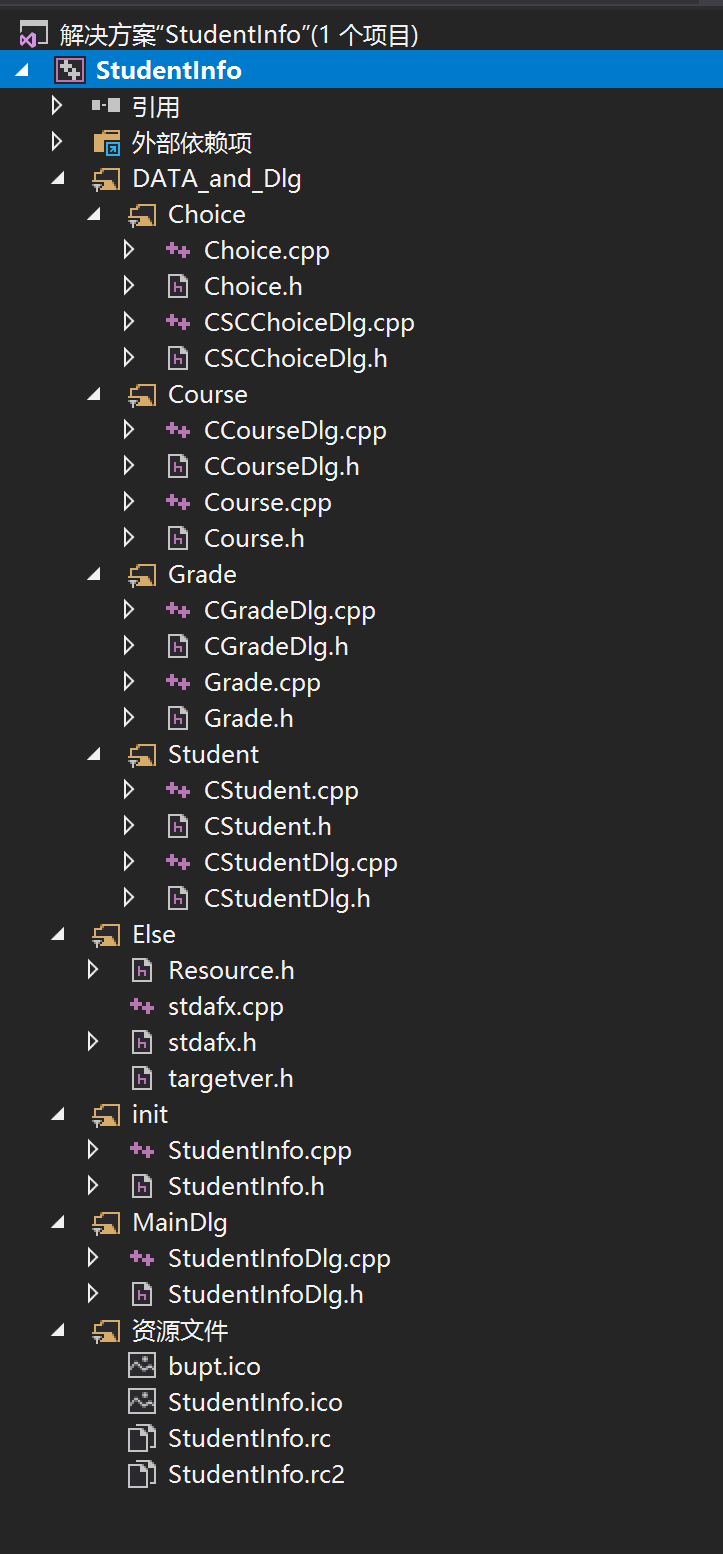 解决方案“StudentInfo”(1 个项目)
StudentInfo
引用
外部依赖项
DATA_and_Dlg
Choice
Choice.cpp
Choice.h
CSCChoiceDlg.cpp
CSCChoiceDlg.h
Course
CCourseDlg.cpp
CCourseDlg.h
Course.cpp
Course.h
Grade
CGradeDlg.cpp
CGradeDlg.h
Grade.cpp
Grade.h
Student
CStudent.cpp
CStudent.h
CStudentDlg.cpp
CStudentDlg.h
Else
Resource.h
stdafx.cpp
stdafx.h
targetver.h
init
StudentInfo.cpp
StudentInfo.h
MainDlg
StudentInfoDlg.cpp
StudentInfoDlg.h
资源文件
bupt.ico
StudentInfo.ico
StudentInfo.rc
StudentInfo.rc2